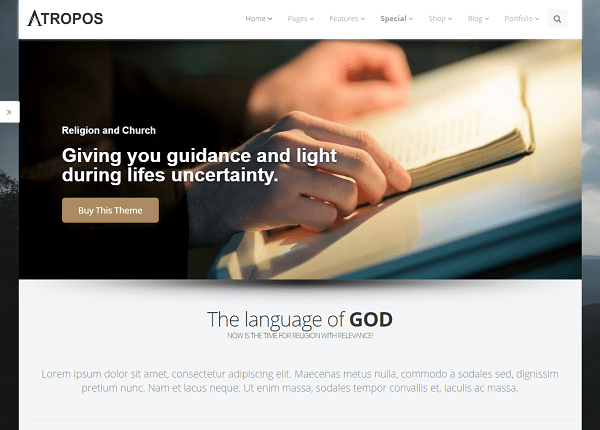 ATROPOS
Home Pages Features Special Shop Blog Portfolio
Religion and Church
Giving you guidance and light
during lifes uncertainty.
Buy This Theme
The language of GOD
NOW IS THE TIME FOR RELIGION WITH RELEVANCE!
Lorem ipsum dolor sit amet, consectetur adipiscing elit. Maecenas metus nulla, commodo a sodales sed, dignissim
pretium nunc. Nam et lacus neque. Ut enim massa, sodales tempor convallis et, iaculis ac massa.